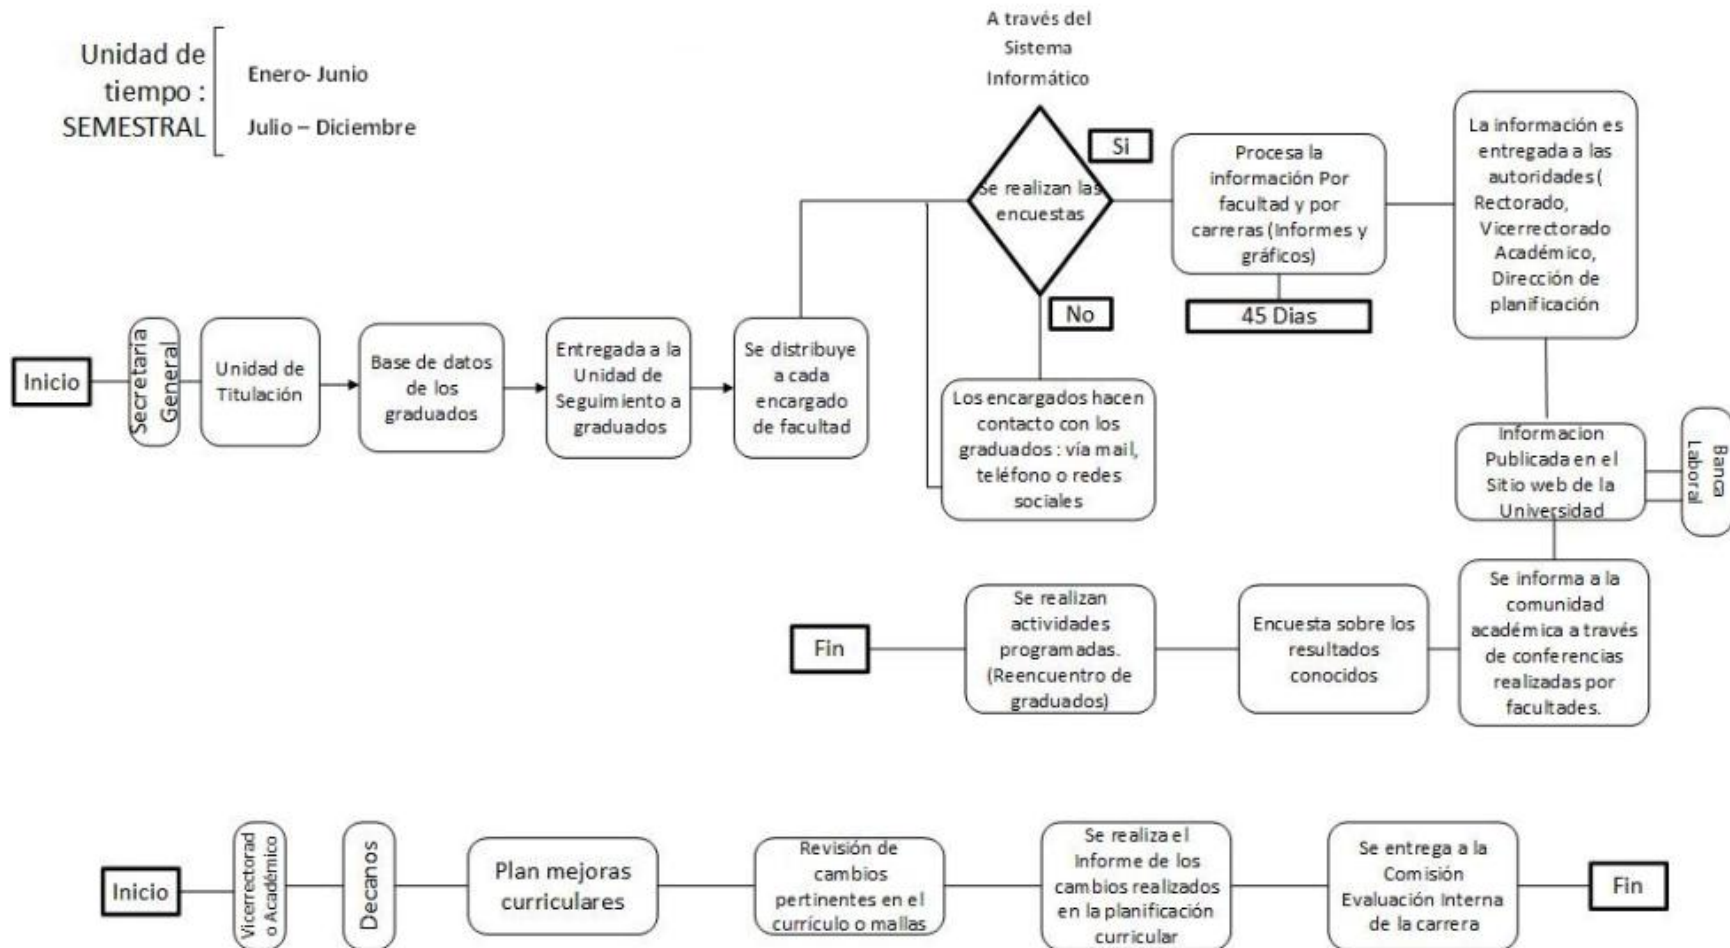 Unidad de
tiempo :
SEMESTRAL
Enero- Junio
Julio – Diciembre
A través del
Sistema
Informático
Inicio
Secretaria
General
Unidad de
Titulación
Base de datos
de los
graduados
Entregada a la
Unidad de
Seguimiento a
graduados
Se distribuye
a cada
encargado
de facultad
Se realizan las
encuestas
Si
No
Los encargados hacen
contacto con los
graduados : vía mail,
teléfono o redes
sociales
Procesa la
información Por
facultad y por
carreras (Informes y
gráficos)
45 Dias
La información es
entregada a las
autoridades (
Rectorado,
Vicerrectorado
Académico,
Dirección de
planificación
Informacion
Publicada en el
Sitio web de la
Universidad
Banca
Laboral
Se informa a la
comunidad
académica a través
de conferencias
realizadas por
facultades.
Encuesta sobre los
resultados
conocidos
Se realizan
actividades
programadas.
(Reencuentro de
graduados)
Fin
Inicio
Vicerrectorad
o Académico
Decanos
Plan mejoras
curriculares
Revisión de
cambios
pertinentes en el
currículo o mallas
Se realiza el
Informe de los
cambios realizados
en la planificación
curricular
Se entrega a la
Comisión
Evaluación Interna
de la carrera
Fin